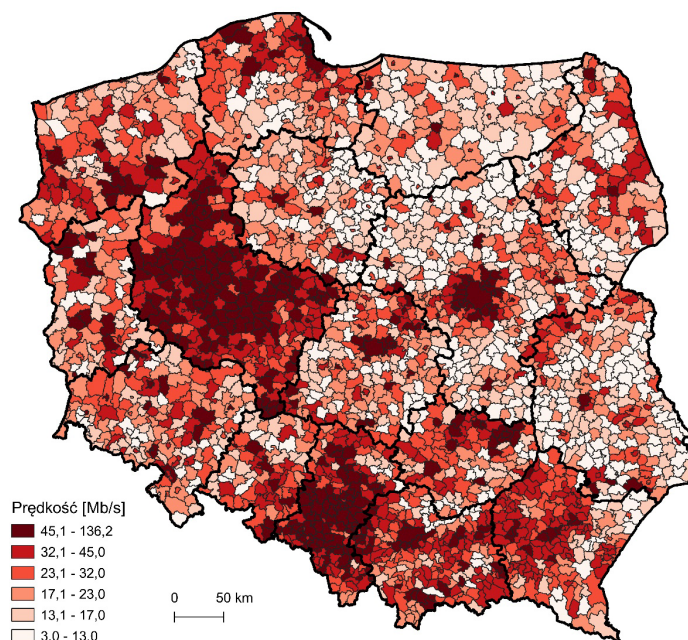 Prędkość [Mb/s]
45,1 - 136,2
32,1 - 45,0
23,1 - 32,0
17,1 - 23,0
13,1 - 17,0
3,0 - 13,0
0 50 km